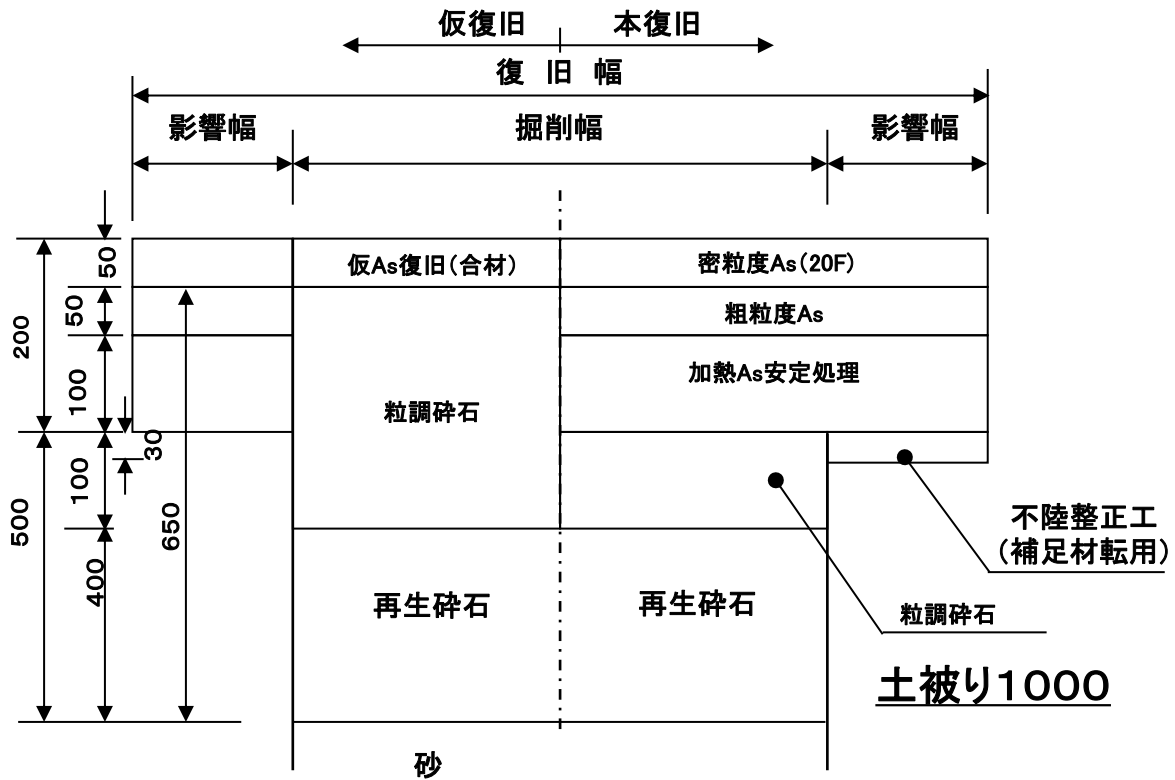 仮復旧 本復旧
復 旧 幅
影響幅 掘削幅 影響幅
50
仮As復旧(合材) 密粒度As(20F)
50
粗粒度As
200
100
加熱As安定処理
粒調砕石
30
100
500
650
不陸整正工
(補足材転用)
400
再生砕石 再生砕石
粒調砕石
土被り1000
砂